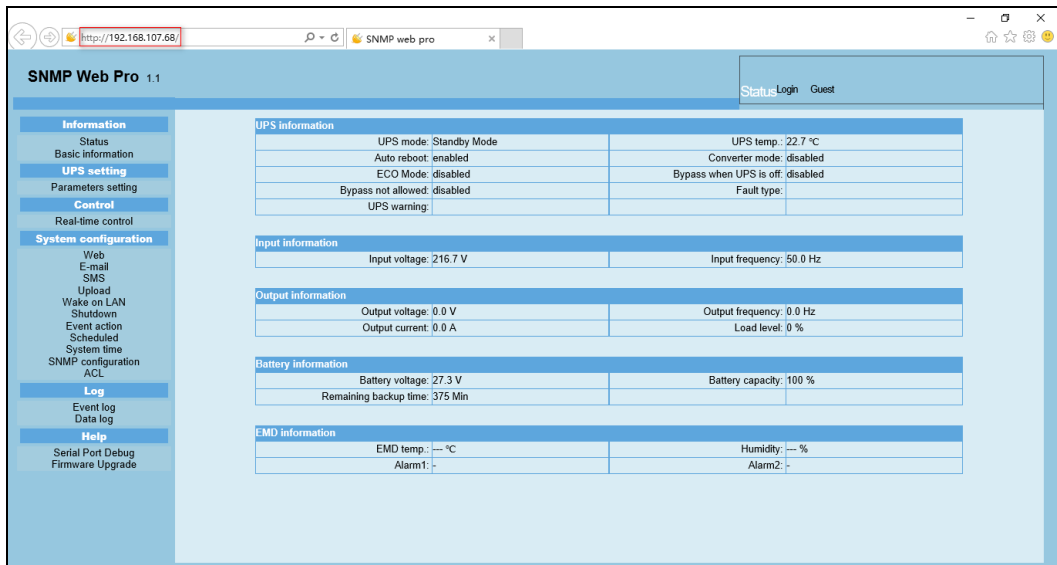 http://192.168.107.68/
SNMP web pro
SNMP Web Pro 1.1
Status Login Guest
Information
Status
Basic information
UPS setting
Parameters setting
Control
Real-time control
System configuration
Web
E-mail
SMS
Upload
Wake on LAN
Shutdown
Event action
Scheduled
System time
SNMP configuration
ACL
Log
Event log
Data log
Help
Serial Port Debug
Firmware Upgrade
UPS information
UPS mode: Standby Mode UPS temp.: 22.7 ℃
Auto reboot: enabled Converter mode: disabled
ECO Mode: disabled Bypass when UPS is off: disabled
Bypass not allowed: disabled Fault type:
UPS warning:
Input information
Input voltage: 216.7 V Input frequency: 50.0 Hz
Output information
Output voltage: 0.0 V Output frequency: 0.0 Hz
Output current: 0.0 A Load level: 0 %
Battery information
Battery voltage: 27.3 V Battery capacity: 100 %
Remaining backup time: 375 Min
EMD information
EMD temp.: --- ℃ Humidity: --- %
Alarm1: - Alarm2: -